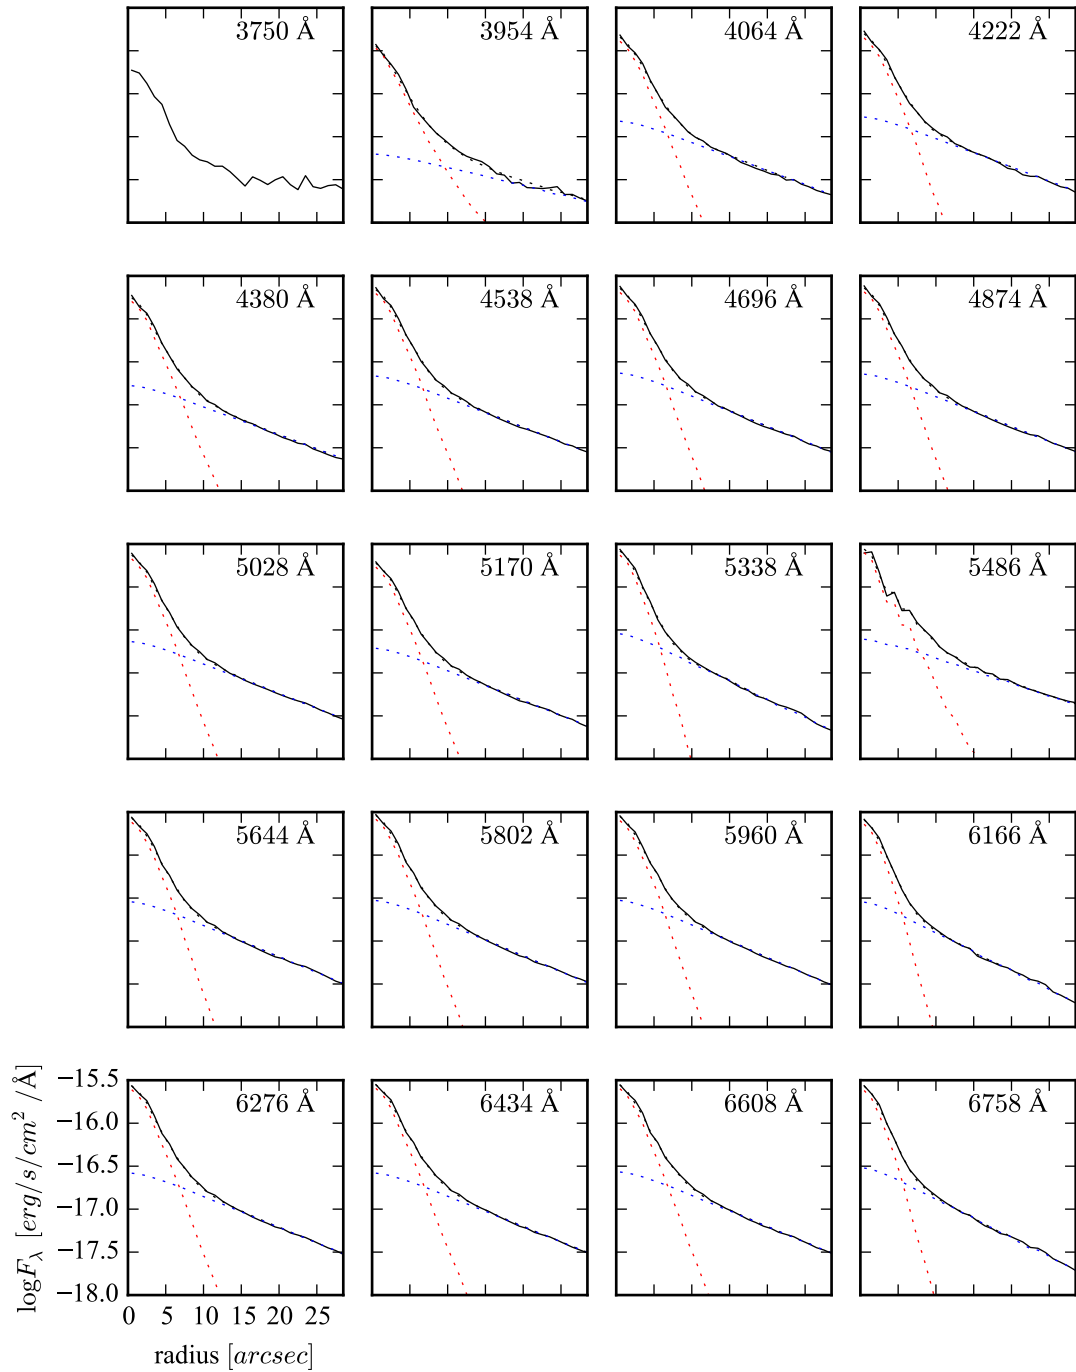 3750 Å
3954 Å
4064 Å
4222 Å
4380 Å
4538 Å
4696 Å
4874 Å
5028 Å
5170 Å
5338 Å
5486 Å
5644 Å
5802 Å
5960 Å
6166 Å
6276 Å
6434 Å
6608 Å
6758 Å
−15.5
−16.0
−16.5
−17.0
−17.5
−18.0
logF_λ [erg/s/cm² /Å]
0 5 10 15 20 25
radius [arcsec]